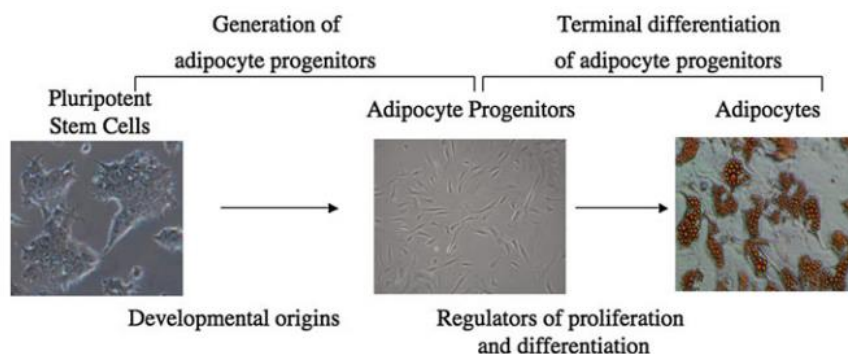 Generation of
adipocyte progenitors
Terminal differentiation
of adipocyte progenitors
Pluripotent
Stem Cells
Adipocyte Progenitors
Adipocytes
Developmental origins
Regulators of proliferation
and differentiation